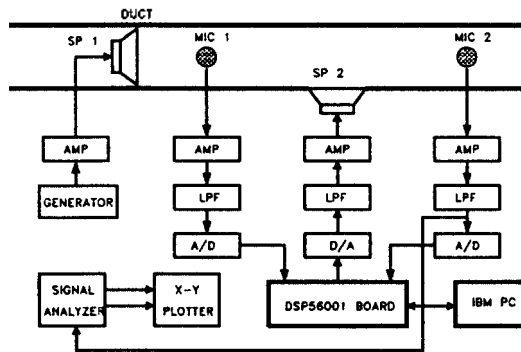 DUCT
SP 1
MIC 1
MIC 2
SP 2
AMP
AMP
AMP
AMP
GENERATOR
LPF
LPF
LPF
A/D
D/A
A/D
SIGNAL
ANALYZER
X-Y
PLOTTER
DSP56001 BOARD
IBM PC